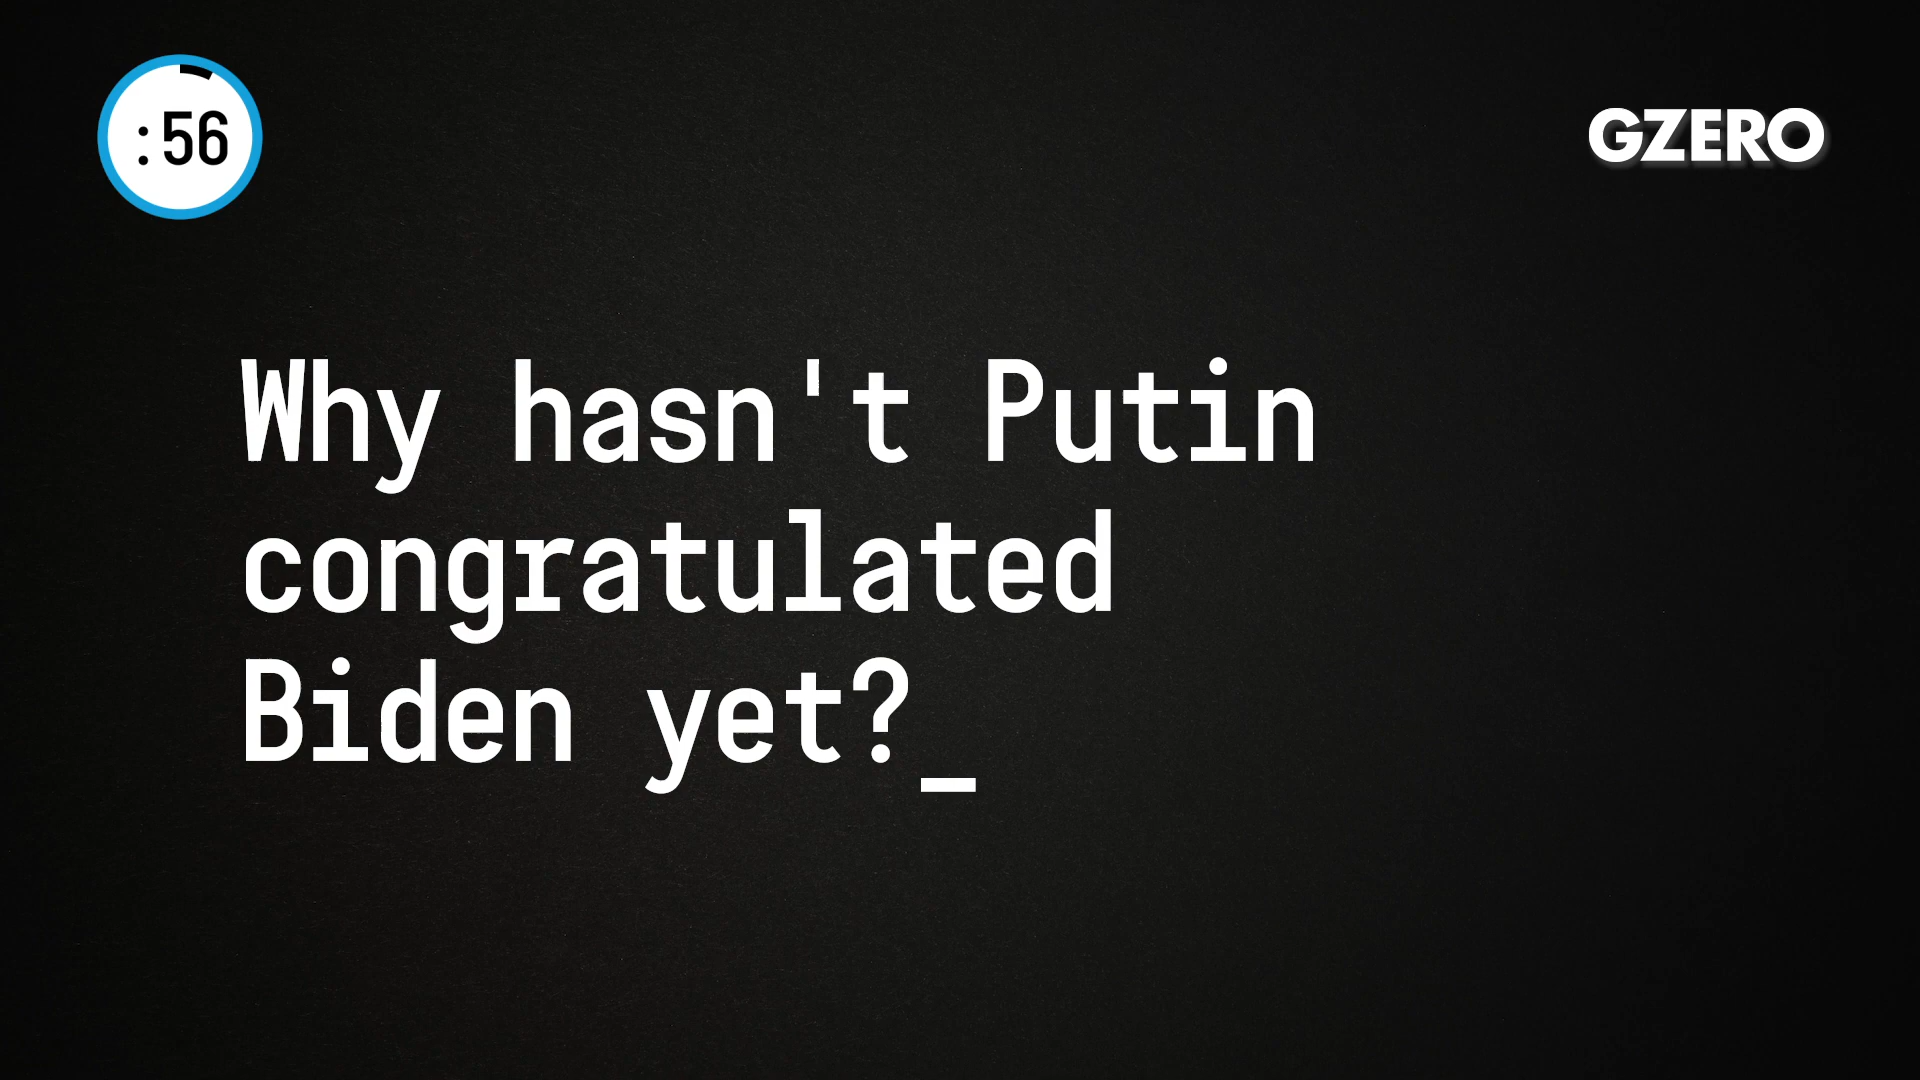 :56
GZERO
Why hasn't Putin
congratulated
Biden yet?_